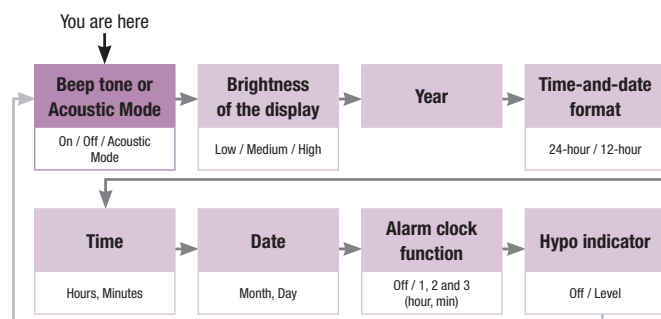 You are here
Beep tone or
Acoustic Mode
On / Off / Acoustic
Mode
Brightness
of the display
Low / Medium / High
Year
Time-and-date
format
24-hour / 12-hour
Time
Hours, Minutes
Date
Month, Day
Alarm clock
function
Off / 1, 2 and 3
(hour, min)
Hypo indicator
Off / Level